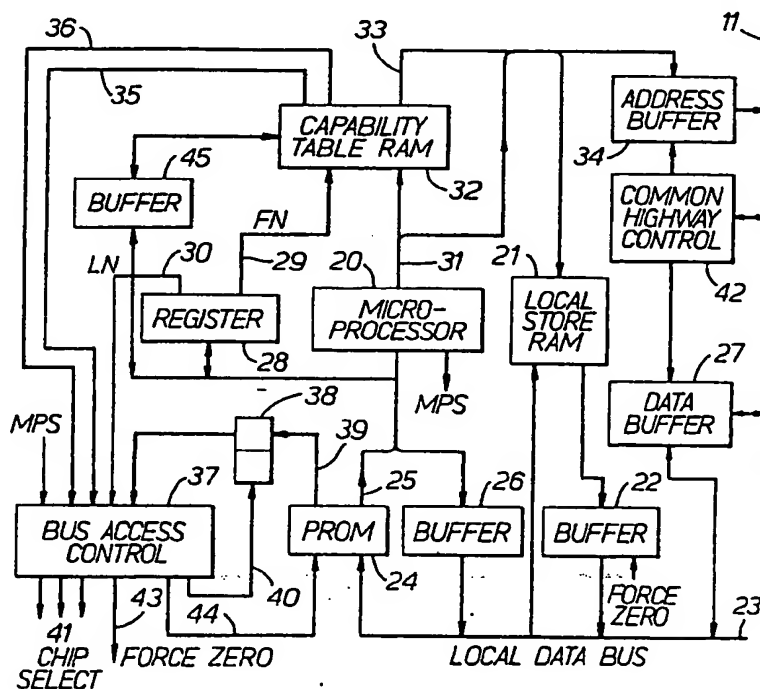 36
35
33
11
CAPABILITY
TABLE RAM
32
ADDRESS
BUFFER
34
45
BUFFER
FN
29
30
LN
20
31
21
COMMON
HIGHWAY
CONTROL
42
REGISTER
28
MICRO-
PROCESSOR
MPS
LOCAL
STORE
RAM
27
DATA
BUFFER
MPS
38
39
37
BUS ACCESS
CONTROL
25
PROM
24
26
BUFFER
22
BUFFER
FORCE
ZERO
40
41
CHIP
SELECT
43
44
FORCE ZERO
LOCAL DATA BUS
23